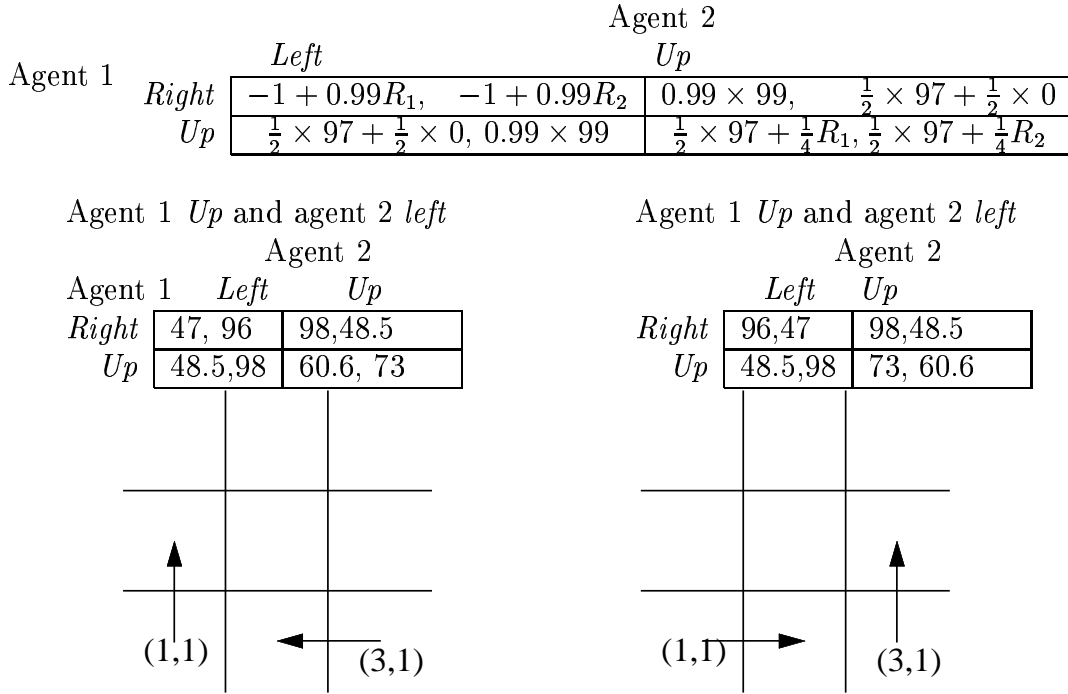 Agent 2
Left Up
Agent 1
Right −1 + 0.99R₁, −1 + 0.99R₂ 0.99 × 99, ½ × 97 + ½ × 0
Up ½ × 97 + ½ × 0, 0.99 × 99 ½ × 97 + ¼R₁, ½ × 97 + ¼R₂
Agent 1 Up and agent 2 left
Agent 2
Agent 1 Left Up
Right 47, 96 98,48.5
Up 48.5,98 60.6, 73
(1,1) (3,1)
Agent 1 Up and agent 2 left
Agent 2
Left Up
Right 96,47 98,48.5
Up 48.5,98 73, 60.6
(1,1) (3,1)